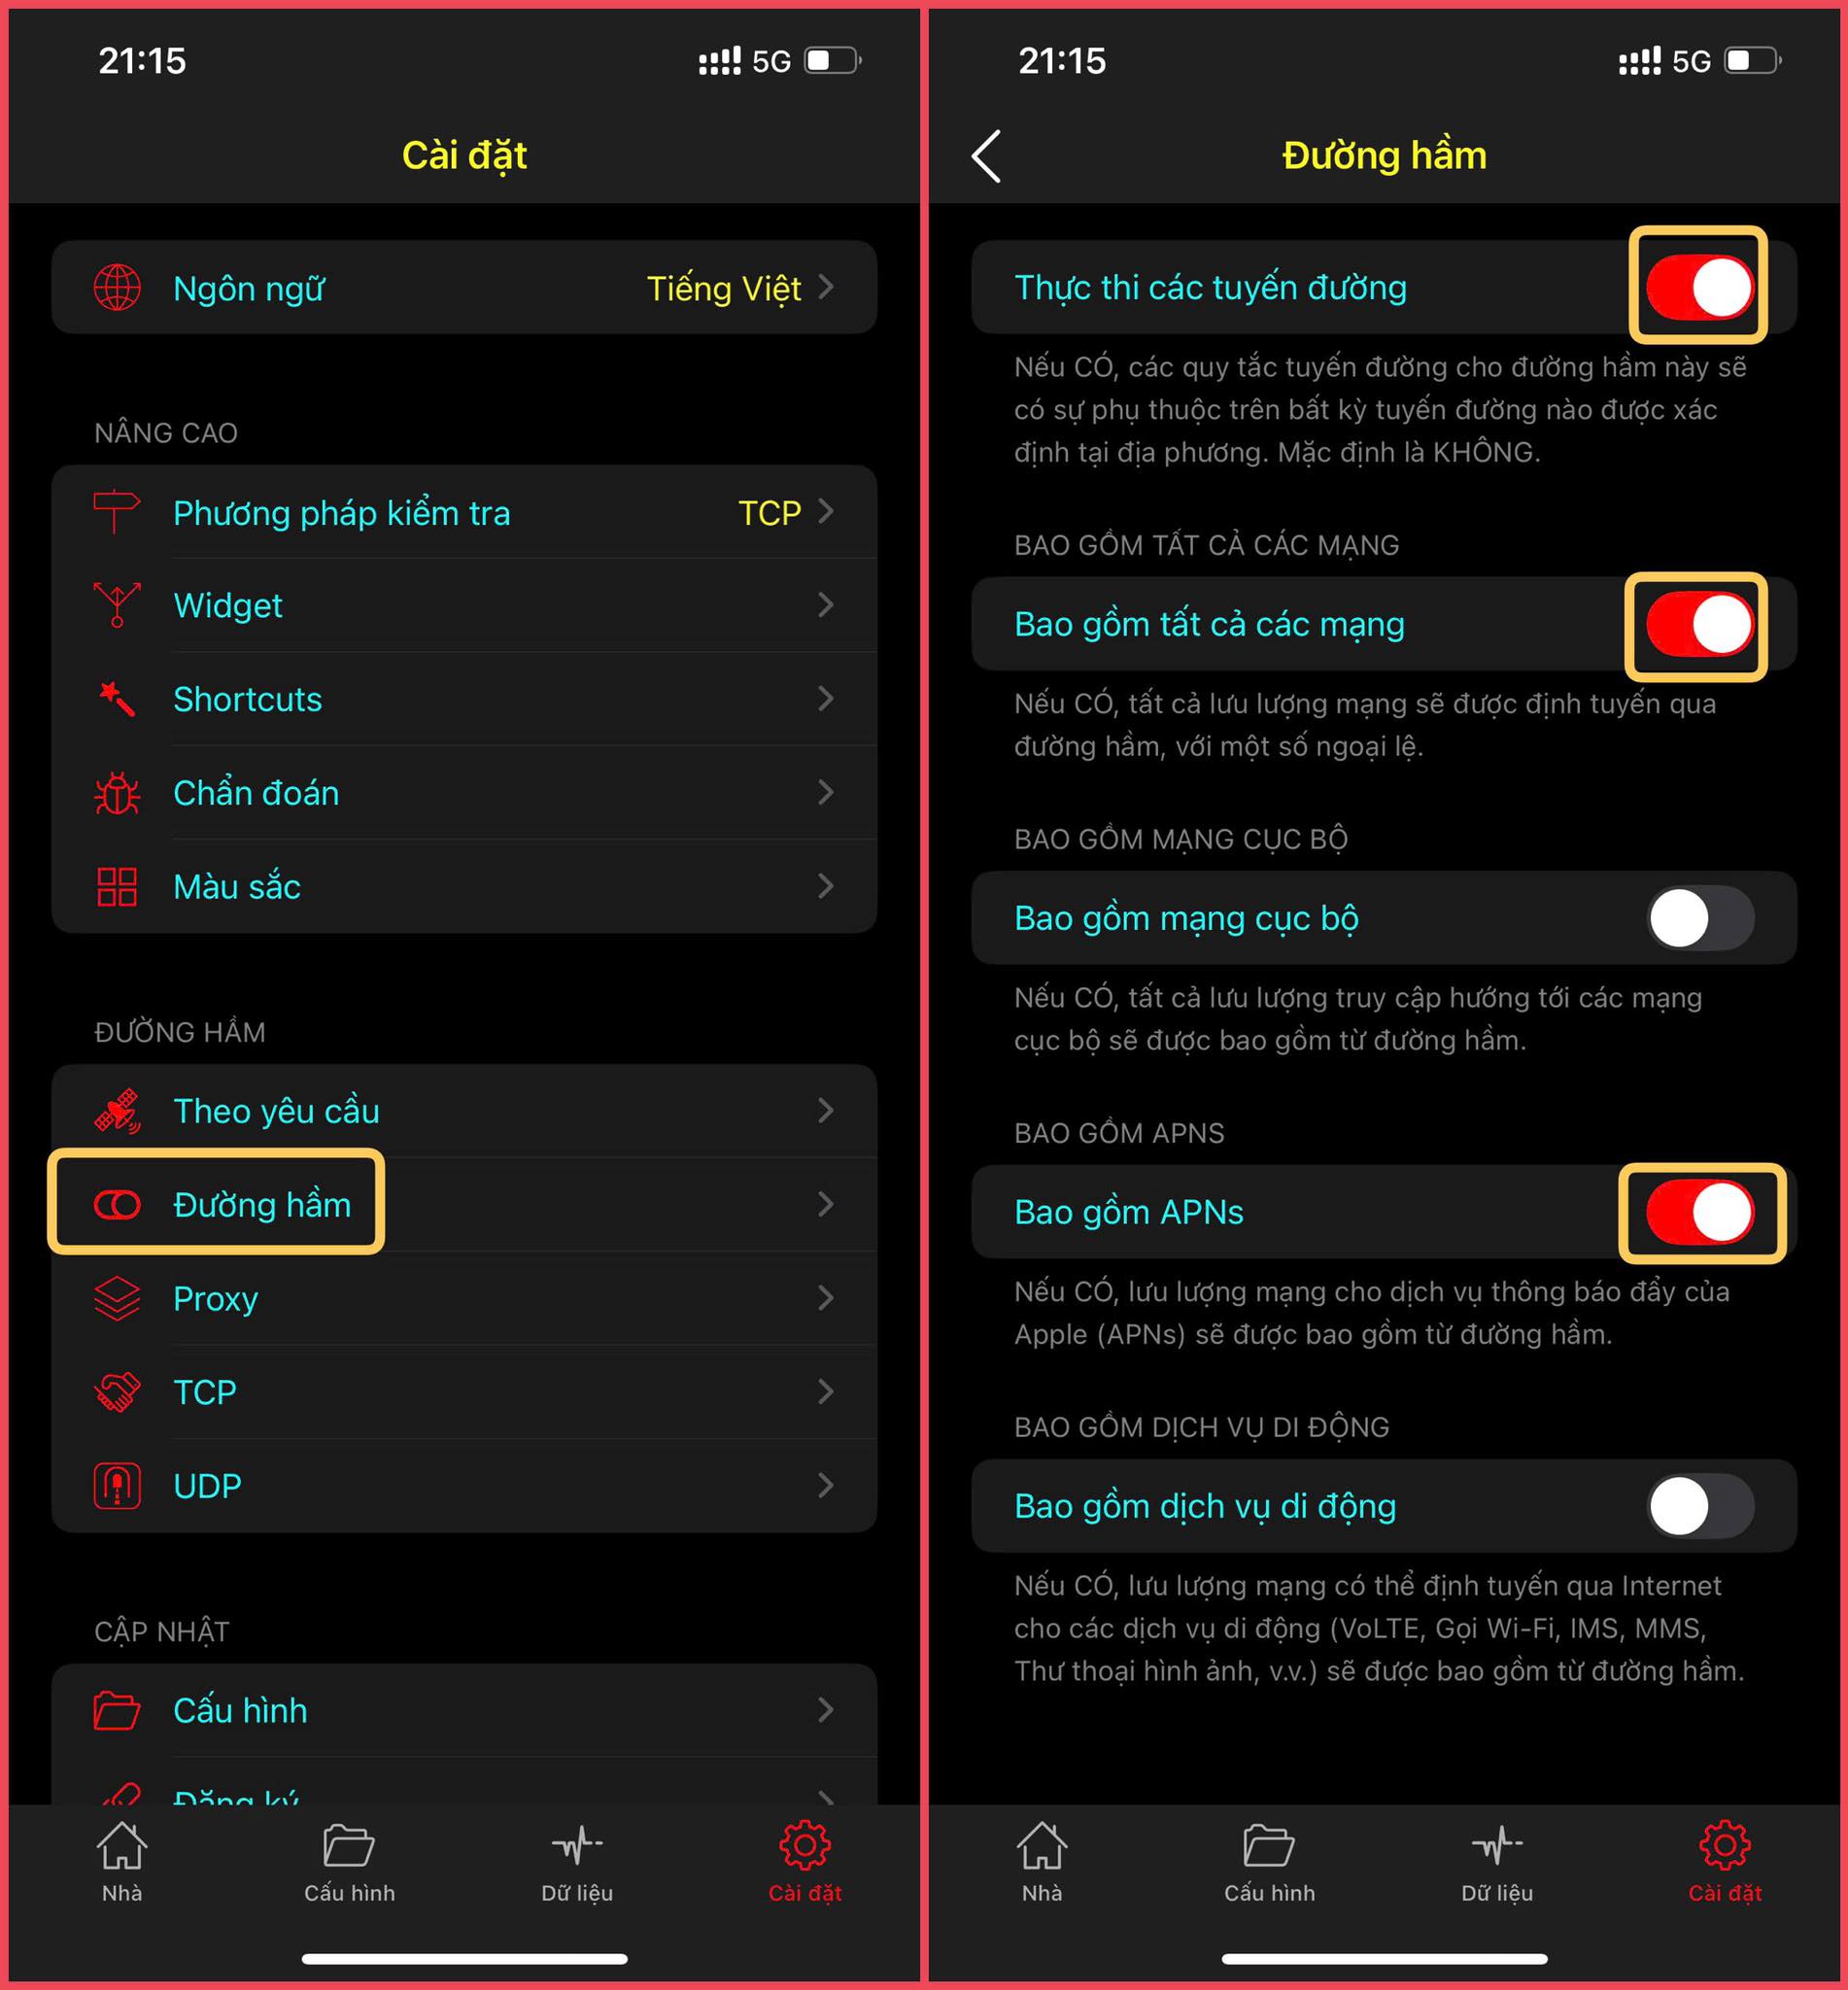 21:15
5G
Cài đặt
Ngôn ngữ
Tiếng Việt
NÂNG CAO
Phương pháp kiểm tra
TCP
Widget
Shortcuts
Chẩn đoán
Màu sắc
ĐƯỜNG HẦM
Theo yêu cầu
Đường hầm
Proxy
TCP
UDP
CẬP NHẬT
Cấu hình
Đăng ký
Nhà
Cấu hình
Dữ liệu
Cài đặt
21:15
5G
Đường hầm
Thực thi các tuyến đường
Nếu CÓ, các quy tắc tuyến đường cho đường hầm này sẽ
có sự phụ thuộc trên bất kỳ tuyến đường nào được xác
định tại địa phương. Mặc định là KHÔNG.
BAO GỒM TẤT CẢ CÁC MẠNG
Bao gồm tất cả các mạng
Nếu CÓ, tất cả lưu lượng mạng sẽ được định tuyến qua
đường hầm, với một số ngoại lệ.
BAO GỒM MẠNG CỤC BỘ
Bao gồm mạng cục bộ
Nếu CÓ, tất cả lưu lượng truy cập hướng tới các mạng
cục bộ sẽ được bao gồm từ đường hầm.
BAO GỒM APNS
Bao gồm APNs
Nếu CÓ, lưu lượng mạng cho dịch vụ thông báo đẩy của
Apple (APNs) sẽ được bao gồm từ đường hầm.
BAO GỒM DỊCH VỤ DI ĐỘNG
Bao gồm dịch vụ di động
Nếu CÓ, lưu lượng mạng có thể định tuyến qua Internet
cho các dịch vụ di động (VoLTE, Gọi Wi-Fi, IMS, MMS,
Thư thoại hình ảnh, v.v.) sẽ được bao gồm từ đường hầm.
Nhà
Cấu hình
Dữ liệu
Cài đặt